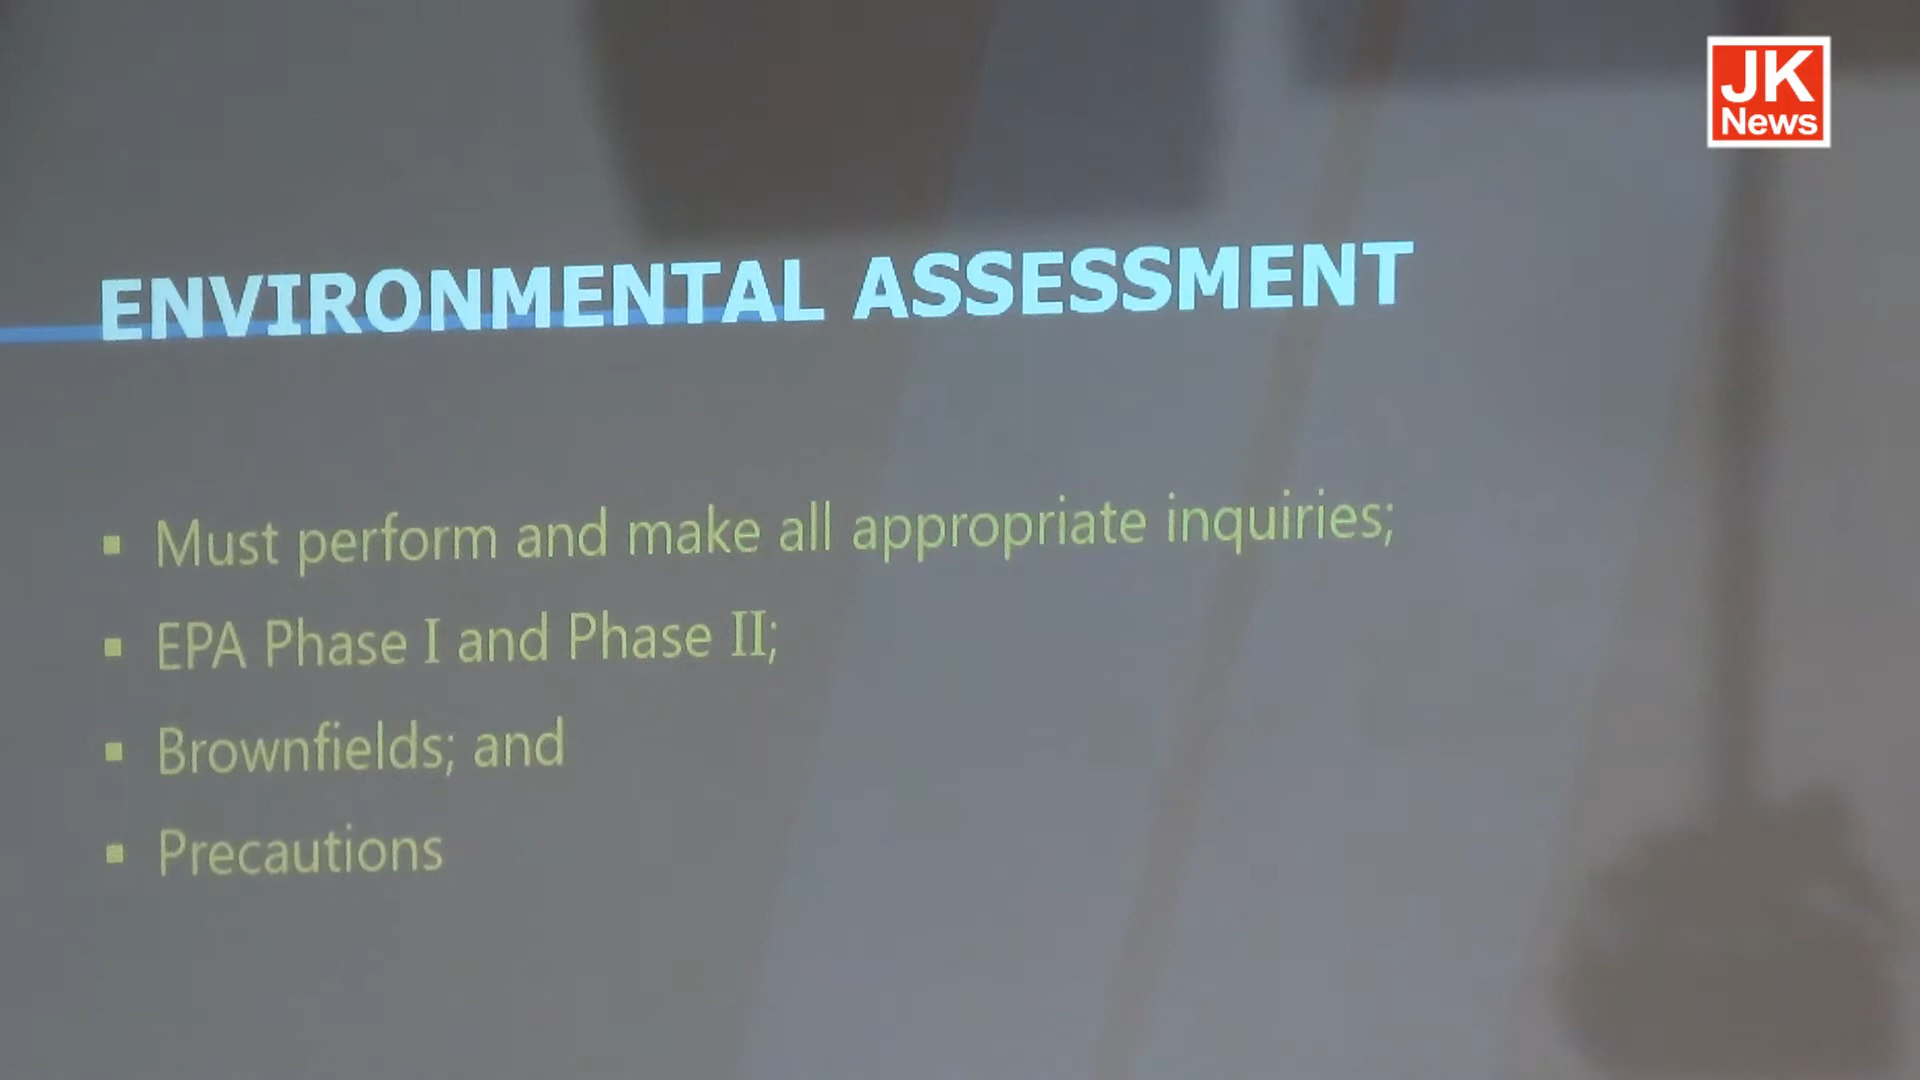 JK
News
ENVIRONMENTAL ASSESSMENT
▪ Must perform and make all appropriate inquiries;
▪ EPA Phase I and Phase II;
▪ Brownfields; and
▪ Precautions